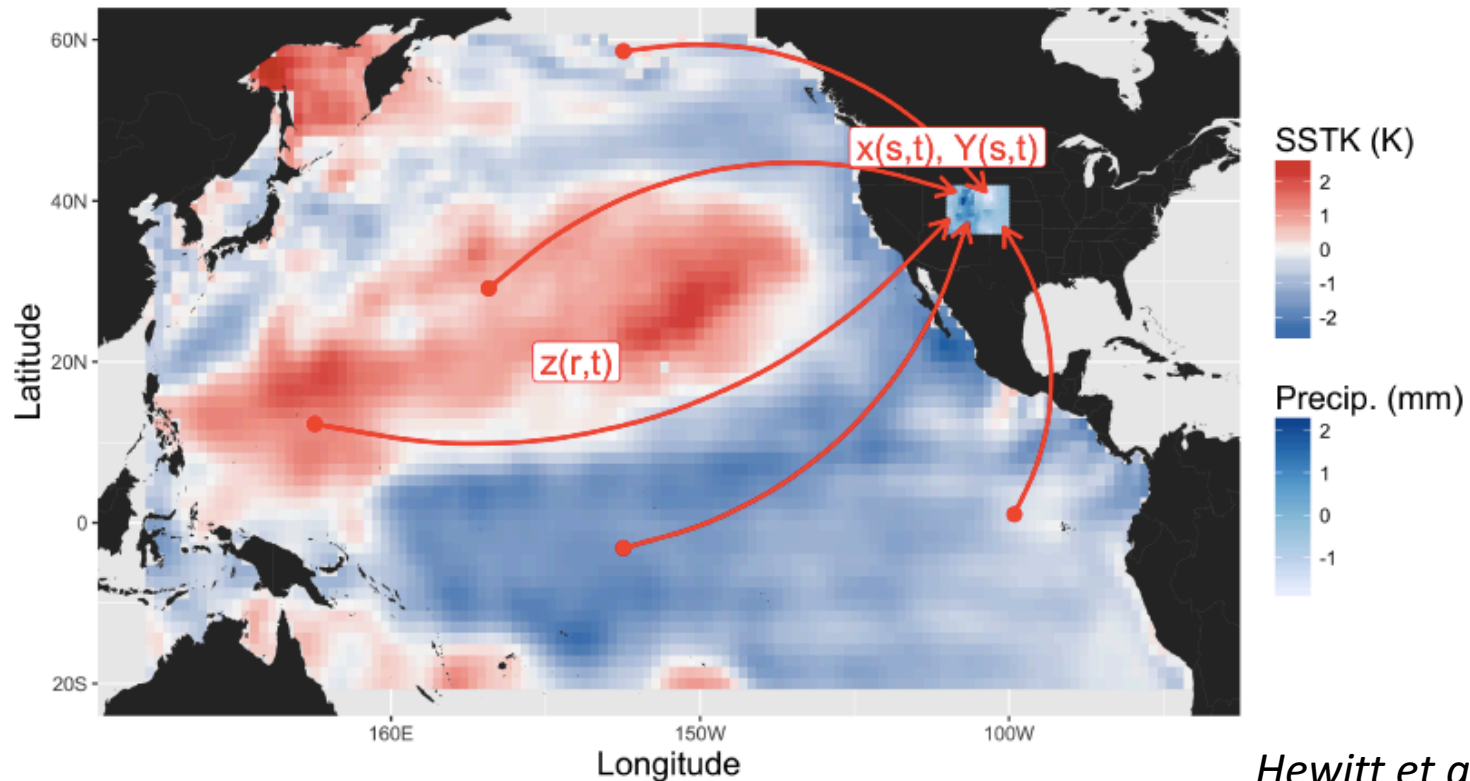 60N
40N
20N
0
20S
Latitude
160E
150W
100W
Longitude
x(s,t), Y(s,t)
z(r,t)
SSTK (K)
2
1
0
-1
-2
Precip. (mm)
2
1
0
-1
Hewitt et a